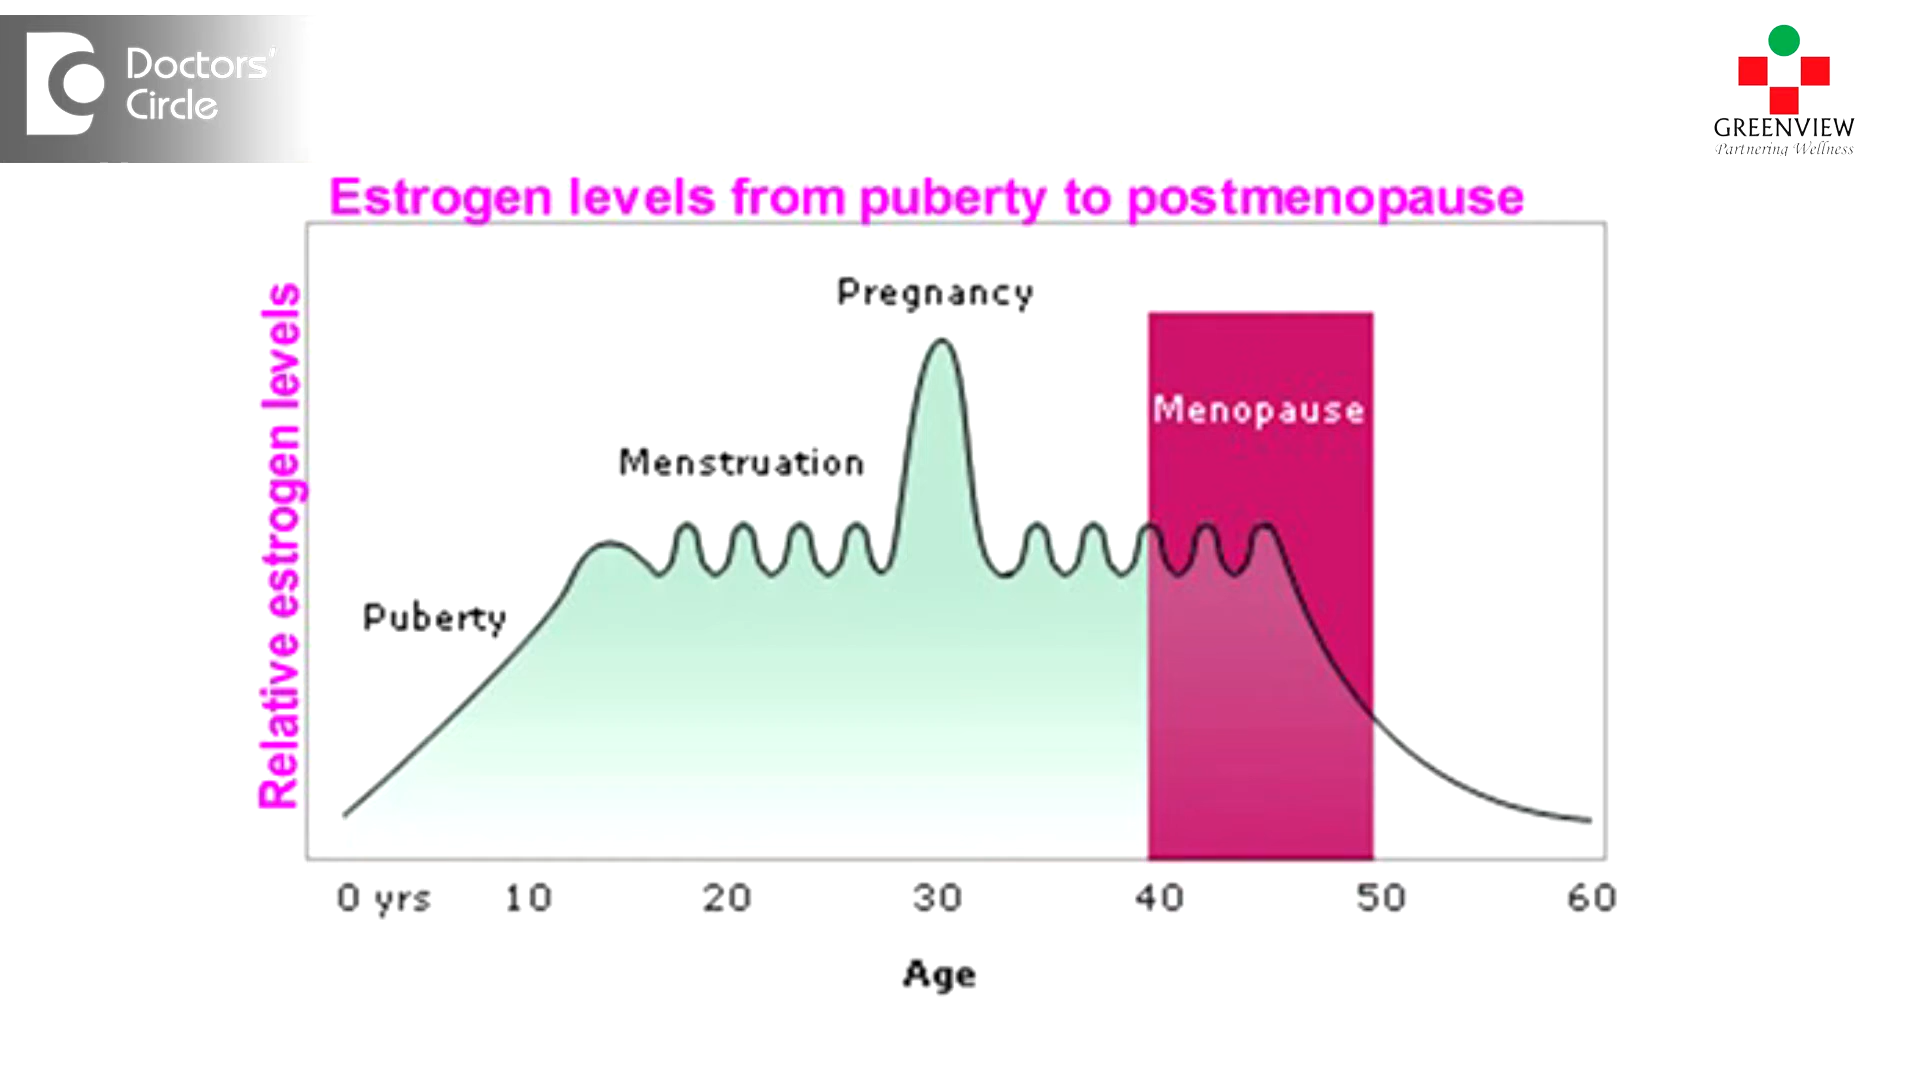 Doctors'
Circle
GREENVIEW
Partnering Wellness
Estrogen levels from puberty to postmenopause
Relative estrogen levels
Pregnancy
Menopause
Menstruation
Puberty
0 yrs 10 20 30 40 50 60
Age